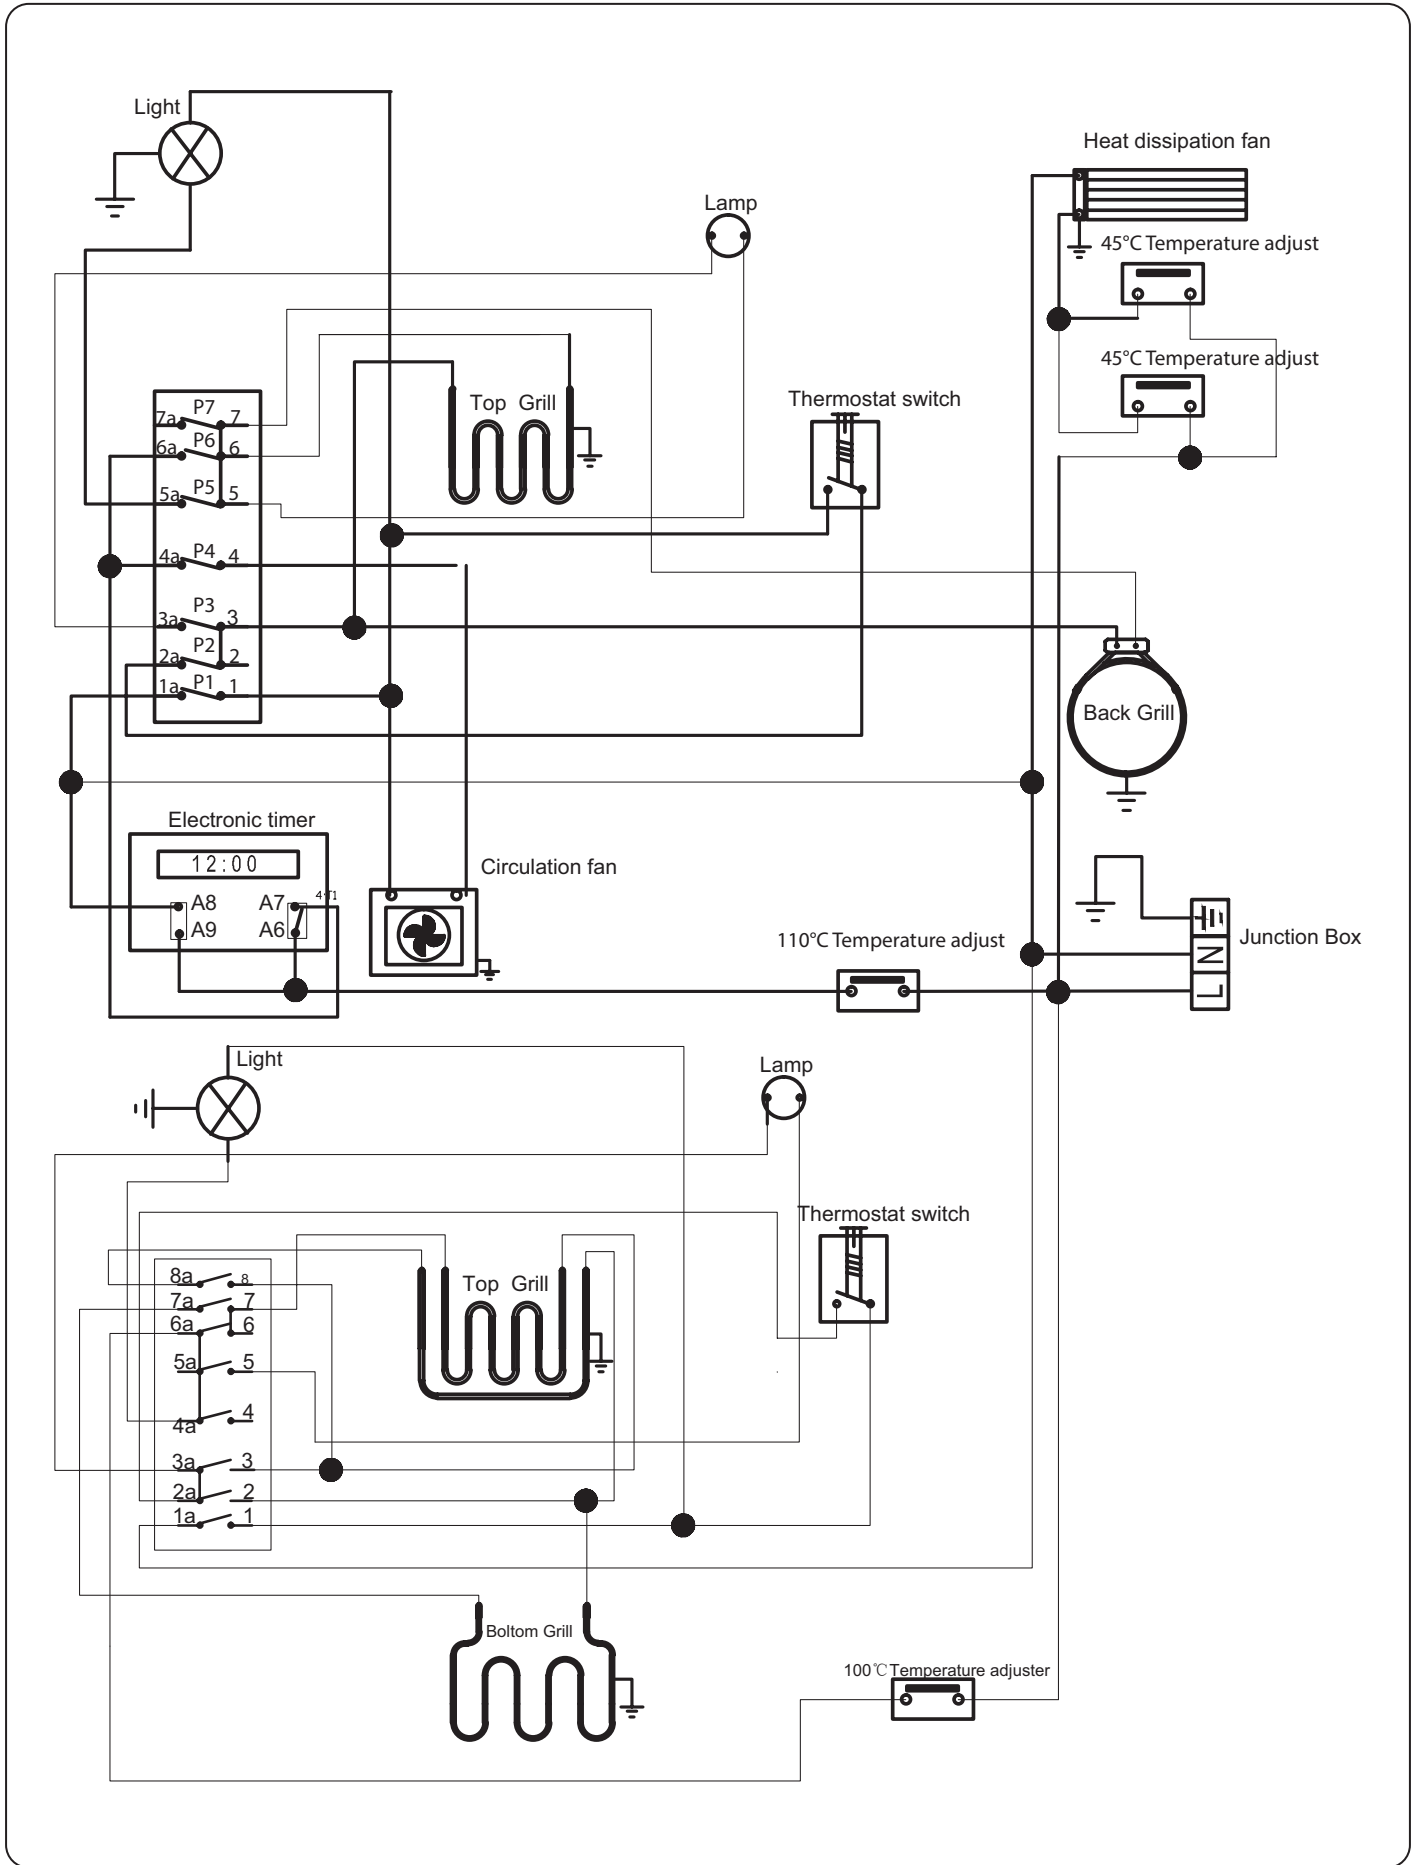 Light
Heat dissipation fan
Lamp
45°C Temperature adjust
45°C Temperature adjust
Thermostat switch
Top Grill
7a P7 7
6a P6 6
5a P5 5
4a P4 4
3a P3 3
2a P2 2
1a P1 1
Back Grill
Electronic timer
12:00
A8 A7
A9 A6
Circulation fan
110°C Temperature adjust
Junction Box
N
L
Light
Lamp
Thermostat switch
Top Grill
8a 8
7a 7
6a 6
5a 5
4a 4
3a 3
2a 2
1a 1
Boltom Grill
100℃Temperature adjuster